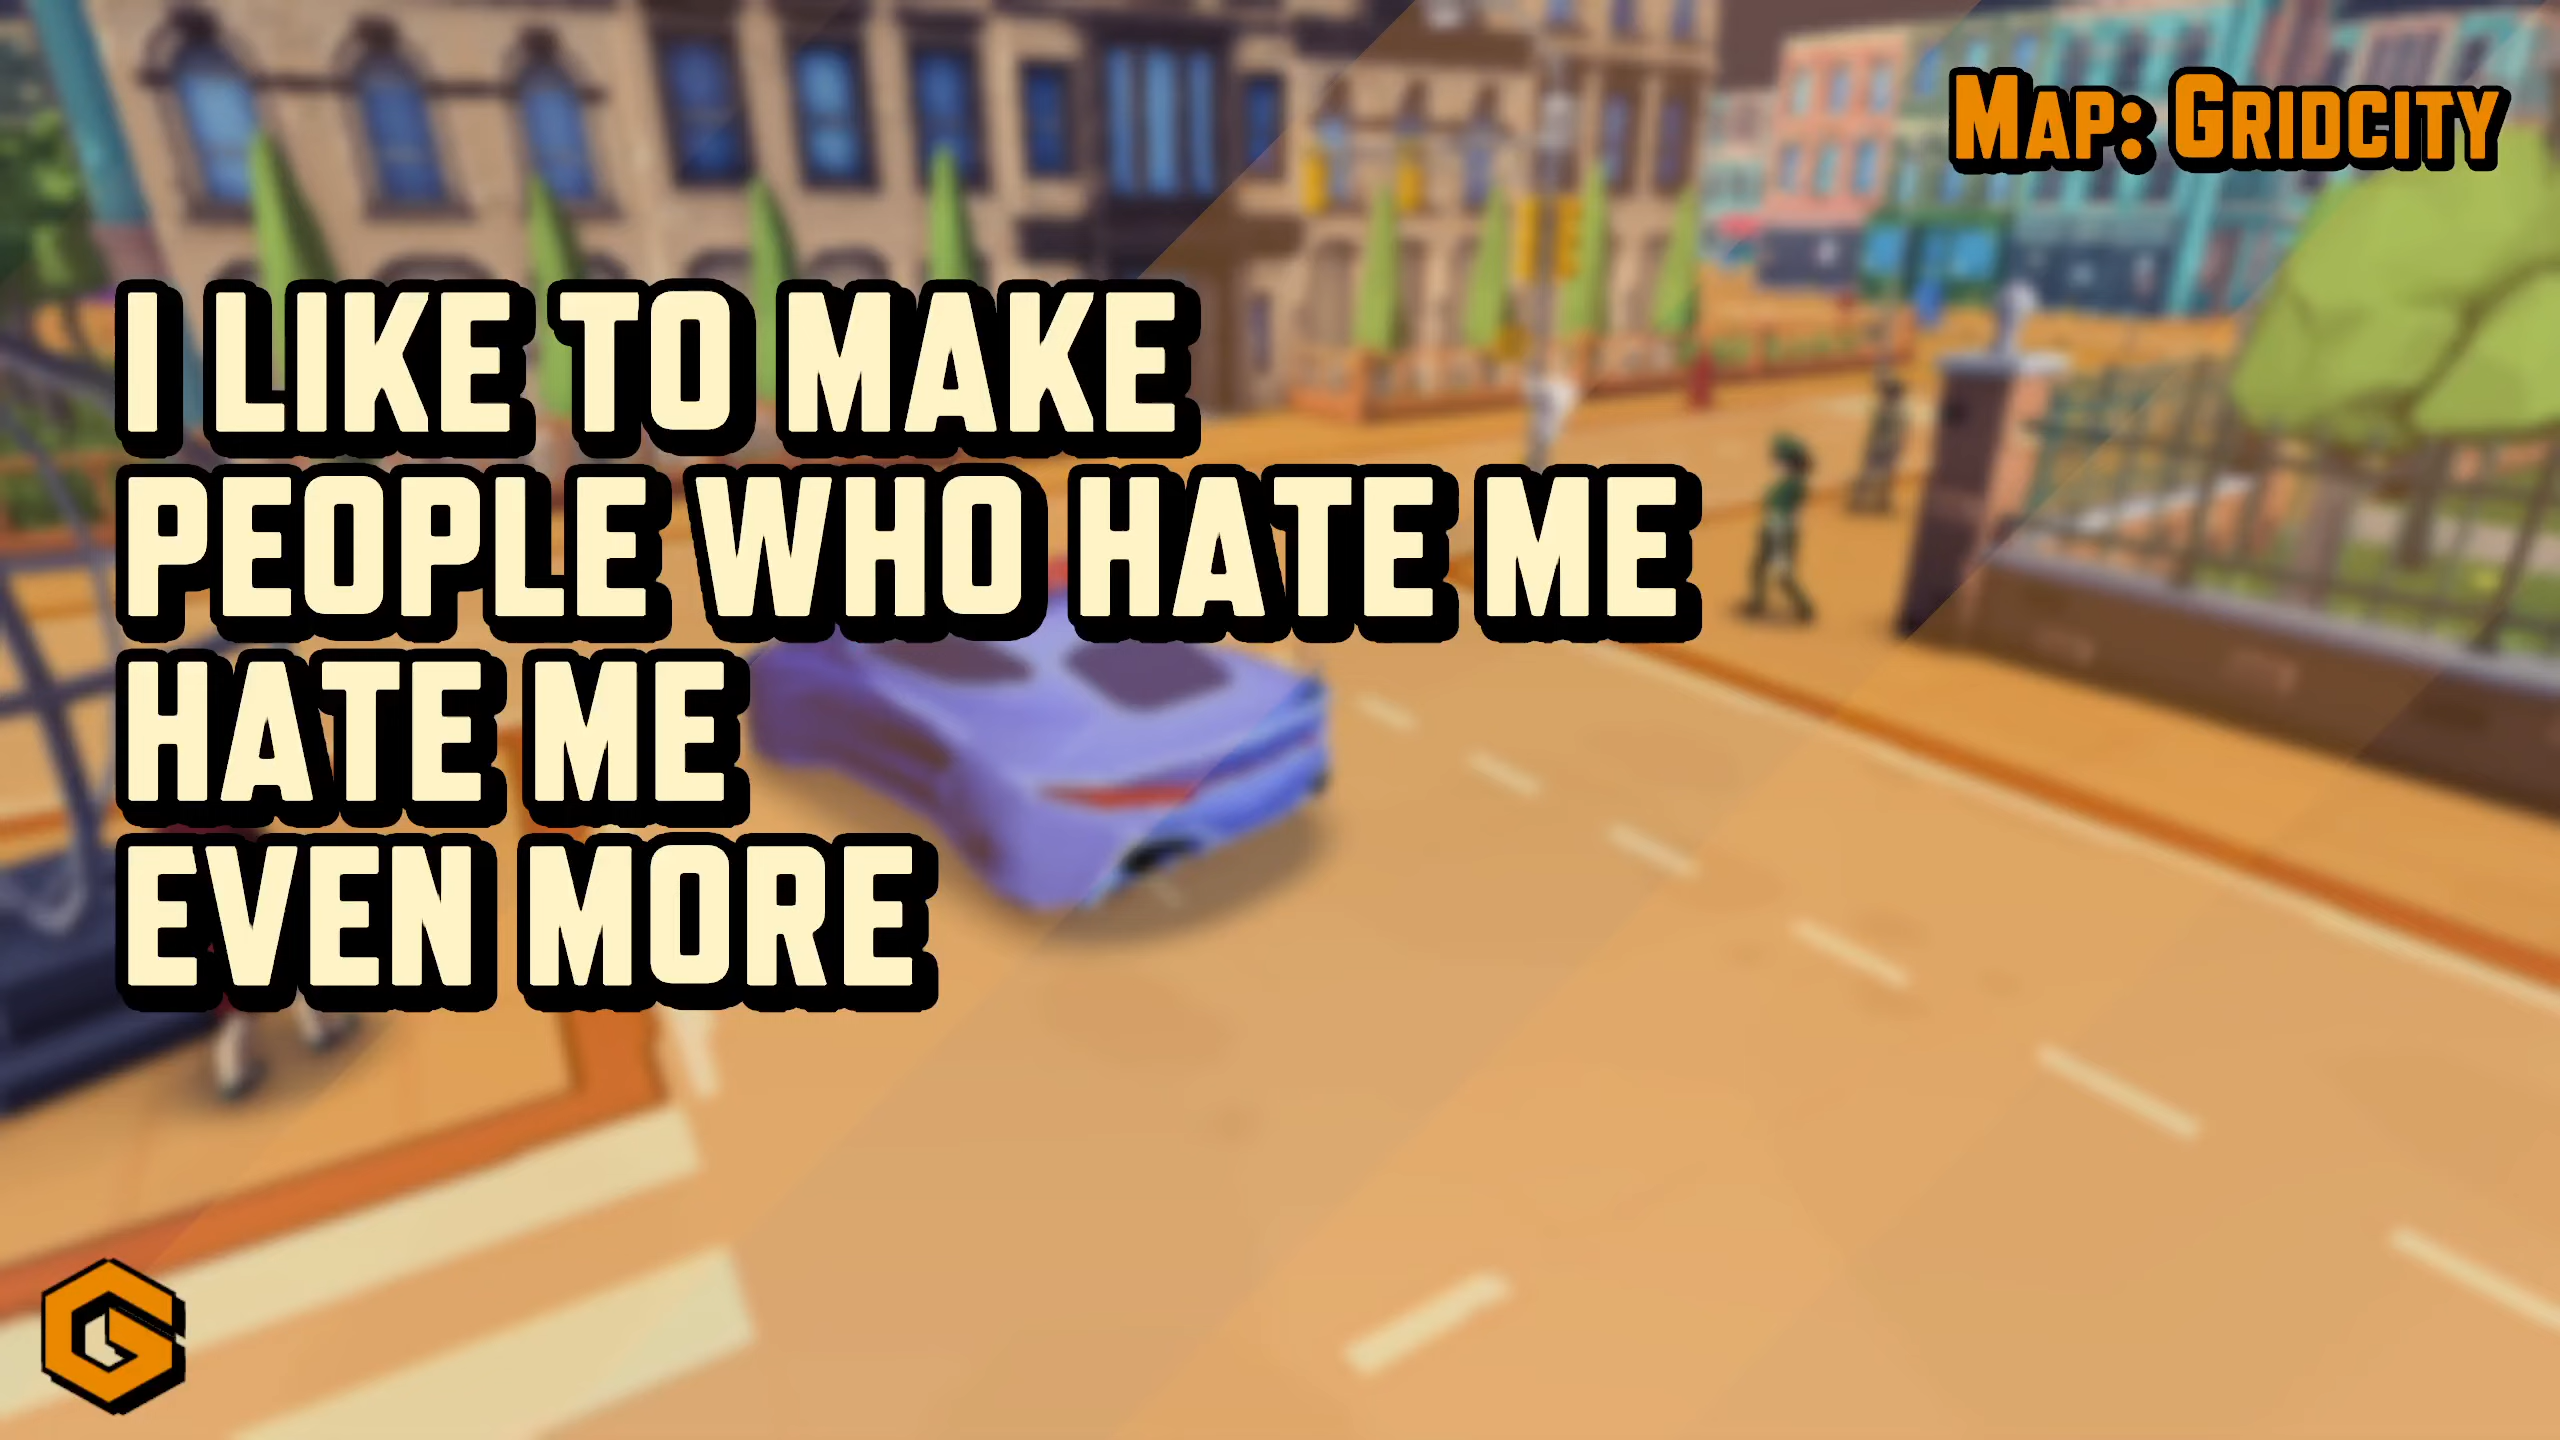 Map: Gridcity
I LIKE TO MAKE
PEOPLE WHO HATE ME
HATE ME
EVEN MORE